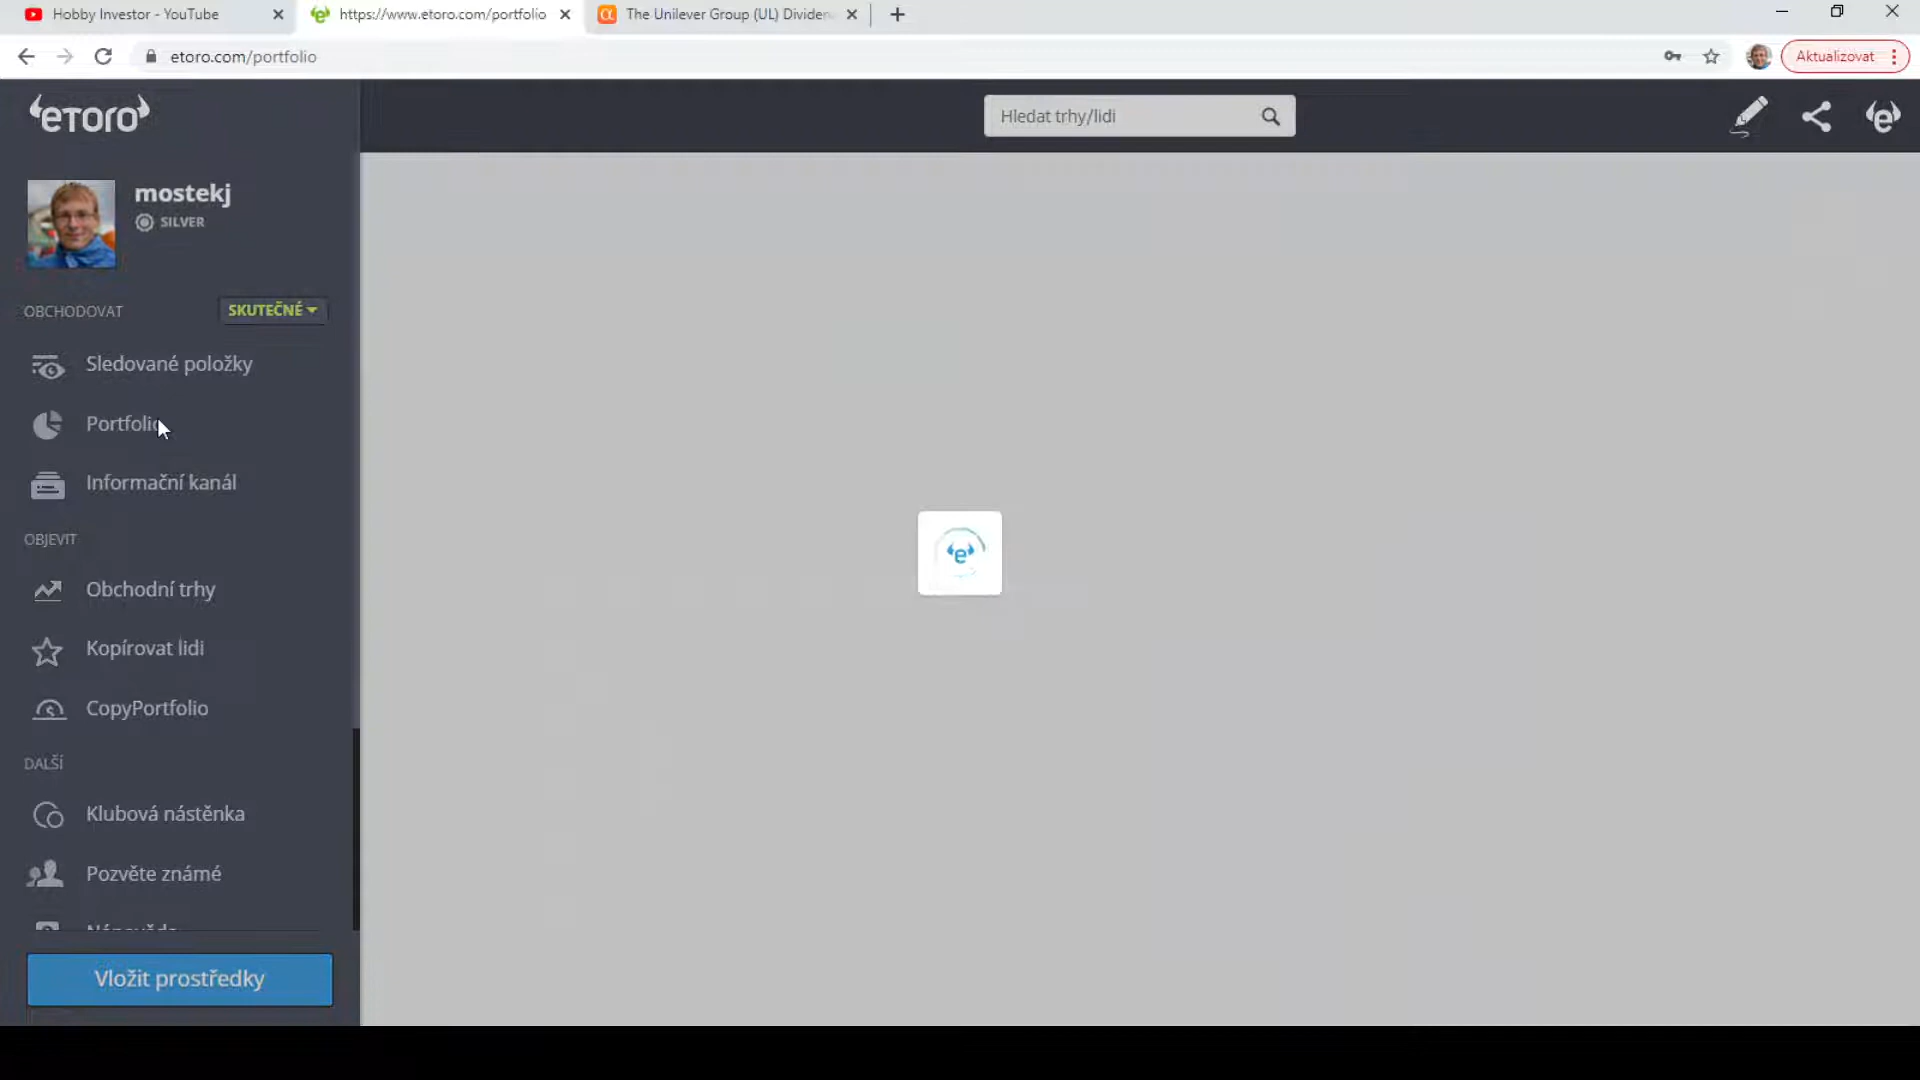 Hobby Investor - YouTube
https://www.etoro.com/portfolio
The Unilever Group (UL) Dividen
etoro.com/portfolio
Aktualizovat
eTORO
Hledat trhy/lidi
mostekj
SILVER
OBCHODOVAT
SKUTEČNÉ
Sledované položky
Portfolio
Informační kanál
OBJEVIT
Obchodní trhy
Kopírovat lidi
CopyPortfolio
DALŠÍ
Klubová nástěnka
Pozvěte známé
Nápověda
Vložit prostředky